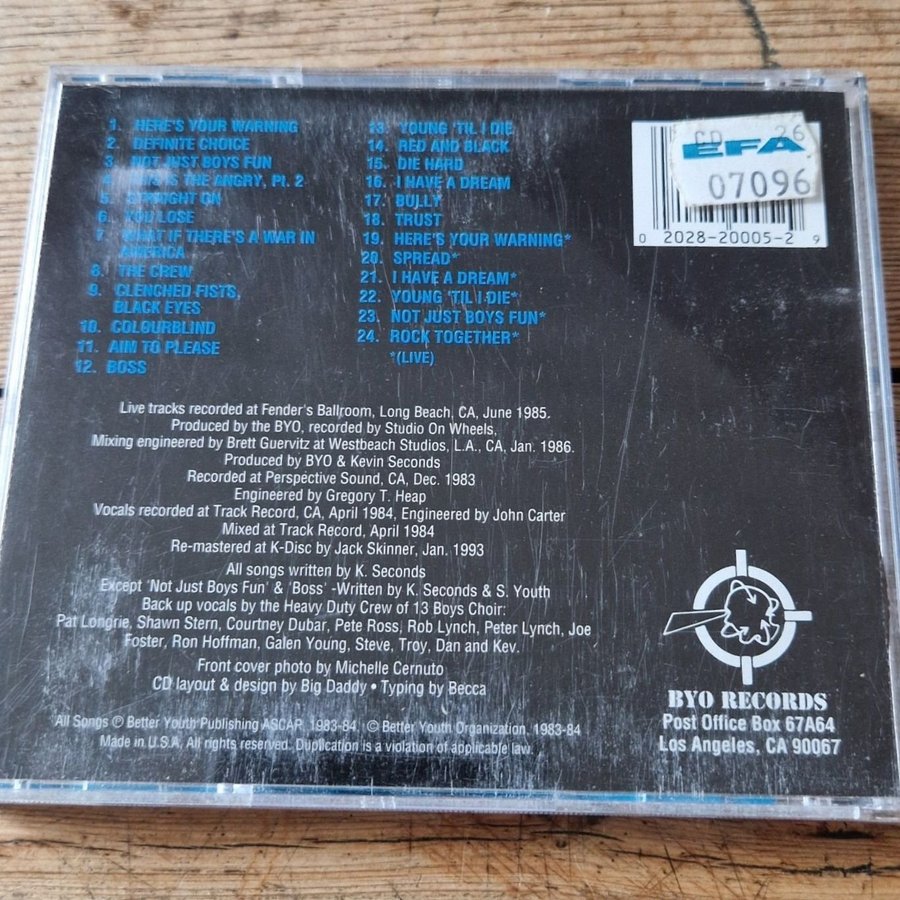 1. HERE'S YOUR WARNING
2. DEFINITE CHOICE
3. NOT JUST BOYS FUN
4. THIS IS THE ANGRY, Pt. 2
5. STRAIGHT ON
6. YOU LOSE
7. WHAT IF THERE'S A WAR IN
AMERICA
8. THE CREW
9. CLENCHED FISTS,
BLACK EYES
10. COLOURBLIND
11. AIM TO PLEASE
12. BOSS
13. YOUNG 'TIL I DIE
14. RED AND BLACK
15. DIE HARD
16. I HAVE A DREAM
17. BULLY
18. TRUST
19. HERE'S YOUR WARNING*
20. SPREAD*
21. I HAVE A DREAM*
22. YOUNG 'TIL I DIE*
23. NOT JUST BOYS FUN*
24. ROCK TOGETHER*
*(LIVE)
CD 26
EFA
07096
0 2028-20005-2 9
Live tracks recorded at Fender's Ballroom, Long Beach, CA, June 1985.
Produced by the BYO, recorded by Studio On Wheels,
Mixing engineered by Brett Guervitz at Westbeach Studios, L.A., CA, Jan. 1986.
Produced by BYO & Kevin Seconds
Recorded at Perspective Sound, CA, Dec. 1983
Engineered by Gregory T. Heap
Vocals recorded at Track Record, CA, April 1984, Engineered by John Carter
Mixed at Track Record, April 1984
Re-mastered at K-Disc by Jack Skinner, Jan. 1993
All songs written by K. Seconds
Except 'Not Just Boys Fun' & 'Boss' -Written by K. Seconds & S. Youth
Back up vocals by the Heavy Duty Crew of 13 Boys Choir:
Pat Longrie, Shawn Stern, Courtney Dubar, Pete Ross, Rob Lynch, Peter Lynch, Joe
Foster, Ron Hoffman, Galen Young, Steve, Troy, Dan and Kev.
Front cover photo by Michelle Cernuto
CD layout & design by Big Daddy • Typing by Becca
All Songs ℗ Better Youth Publishing ASCAP, 1983-84. © Better Youth Organization, 1983-84
Made in U.S.A. All rights reserved. Duplication is a violation of applicable law.
BYO RECORDS
Post Office Box 67A64
Los Angeles, CA 90067